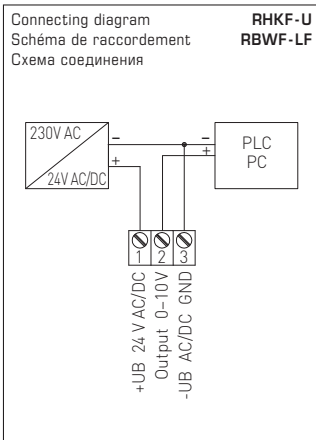 Connecting diagram RHKF-U
Schéma de raccordement RBWF-LF
Схема соединения
230V AC
24V AC/DC
– +
– +
PLC
PC
1 2 3
+UB 24 V AC/DC
Output 0–10V
-UB AC/DC GND